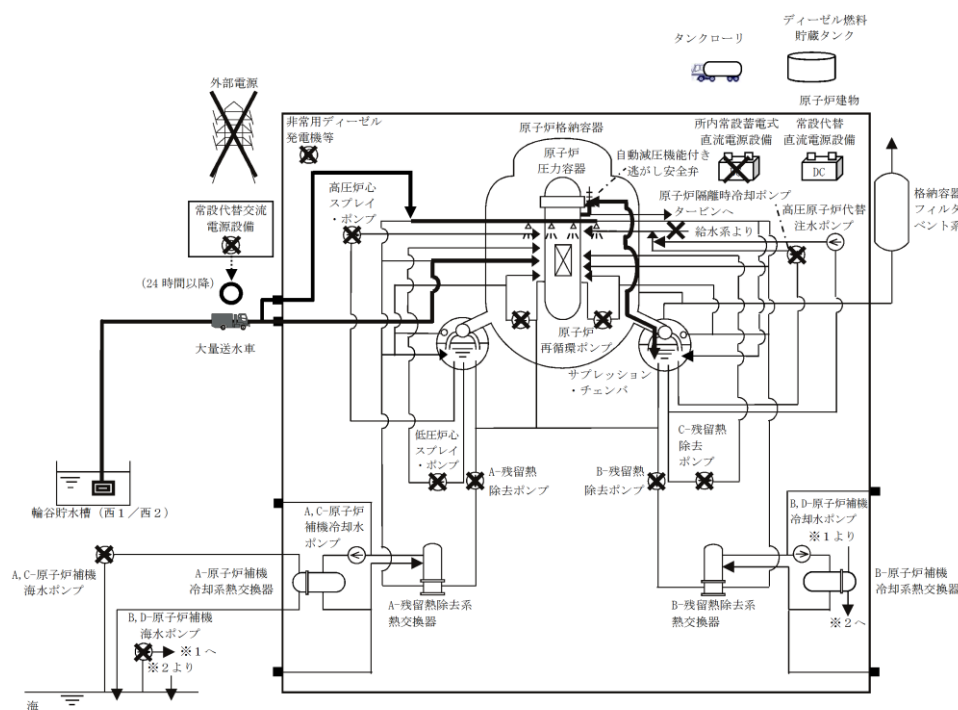 ディーゼル燃料
貯蔵タンク
タンクローリ
外部電源
原子炉建物
非常用ディーゼル
発電機等
原子炉格納容器
所内常設蓄電式
直流電源設備
常設代替
直流電源設備
DC
原子炉
圧力容器
自動減圧機能付き
逃がし安全弁
高圧炉心
スプレイ
・ポンプ
原子炉隔離時冷却ポンプ
タービンへ
給水系より
高圧原子炉代替
注水ポンプ
格納容器
フィルタ
ベント系
常設代替交流
電源設備
(24時間以降)
大量送水車
原子炉
再循環ポンプ
サプレッション
・チェンバ
低圧炉心
スプレイ
・ポンプ
A-残留熱
除去ポンプ
B-残留熱
除去ポンプ
C-残留熱
除去
ポンプ
輪谷貯水槽(西1/西2)
A,C-原子炉
補機冷却水
ポンプ
B,D-原子炉補機
冷却水ポンプ
※1より
A,C-原子炉補機
海水ポンプ
A-原子炉補機
冷却系熱交換器
A-残留熱除去系
熱交換器
B-残留熱除去系
熱交換器
B-原子炉補機
冷却系熱交換器
※2へ
B,D-原子炉補機
海水ポンプ
※1へ
※2より
海